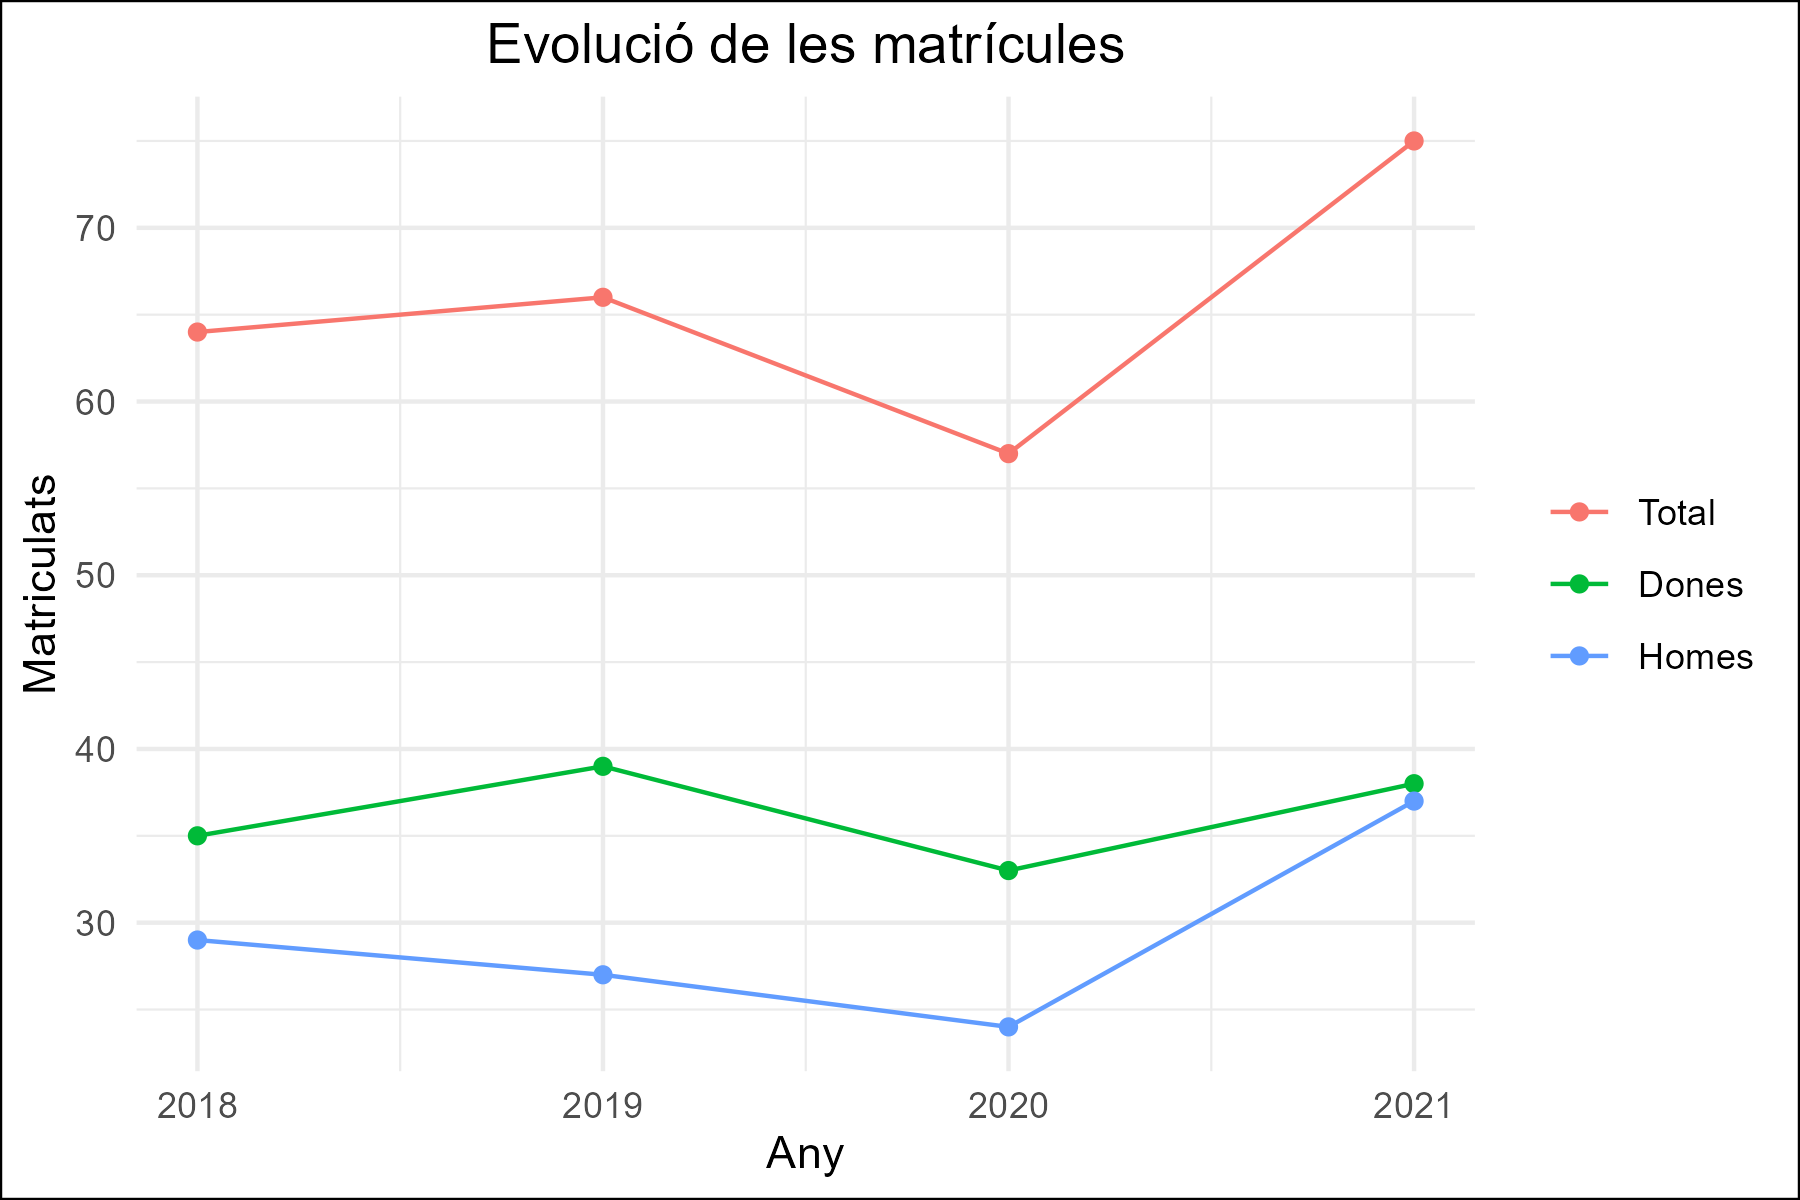 Evolució de les matrícules
Matriculats
70
60
50
40
30
2018 2019 2020 2021
Any
Total
Dones
Homes